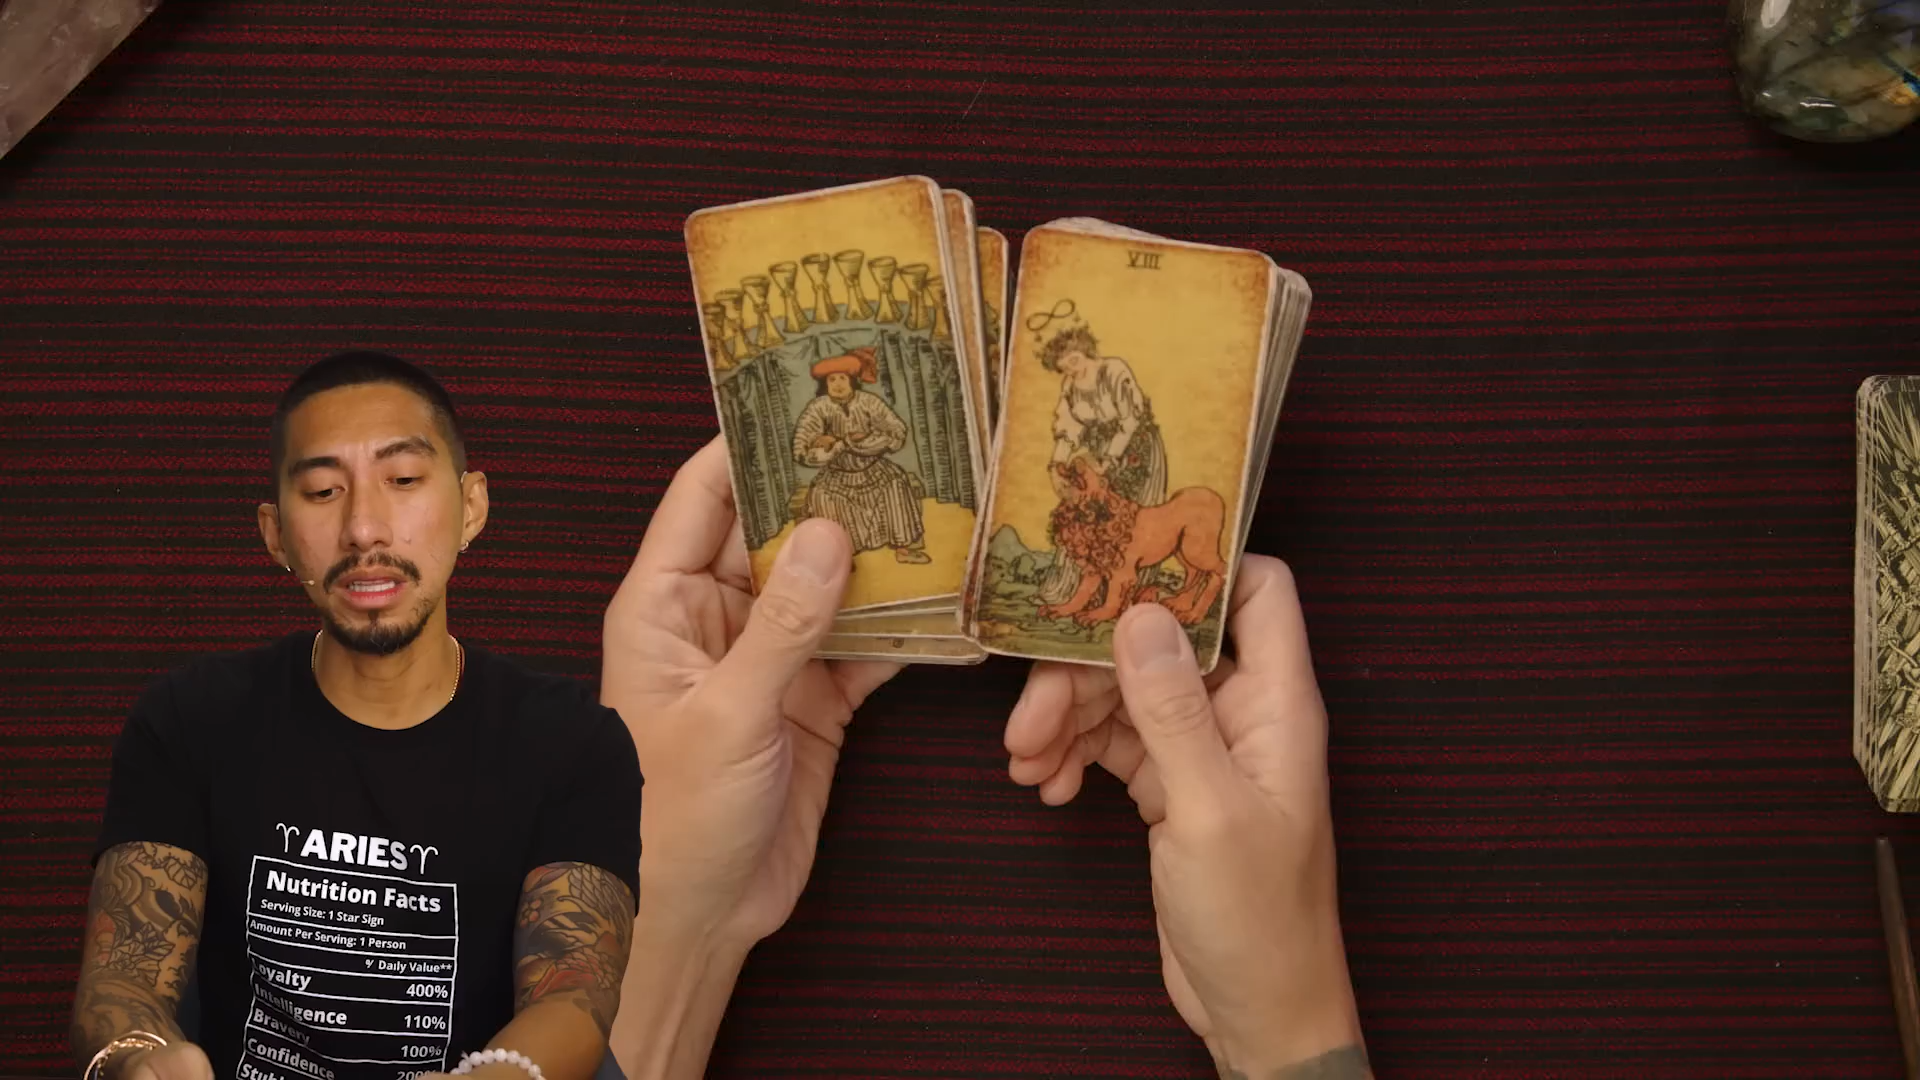 VIII
♈ARIES♈
Nutrition Facts
Serving Size: 1 Star Sign
Amount Per Serving: 1 Person
% Daily Value**
Loyalty 400%
Intelligence 110%
Bravery 100%
Confidence 200%